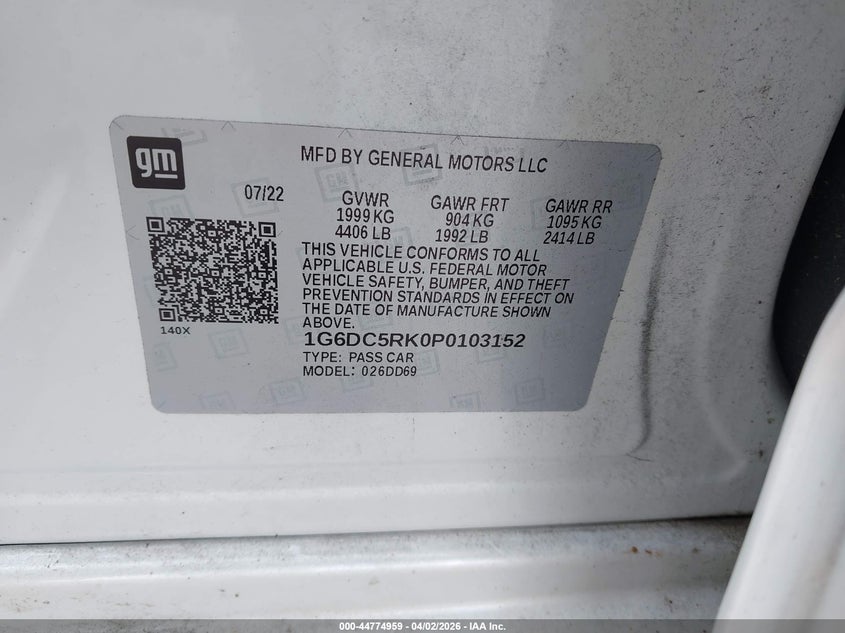 gm
MFD BY GENERAL MOTORS LLC
07/22
GVWR GAWR FRT GAWR RR
1999 KG 904 KG 1095 KG
4406 LB 1992 LB 2414 LB
THIS VEHICLE CONFORMS TO ALL
APPLICABLE U.S. FEDERAL MOTOR
VEHICLE SAFETY, BUMPER, AND THEFT
PREVENTION STANDARDS IN EFFECT ON
THE DATE OF MANUFACTURE SHOWN
ABOVE.
140X
1G6DC5RK0P0103152
TYPE: PASS CAR
MODEL: 026DD69
000-44774959 | 04/02/2026 | IAA Inc.